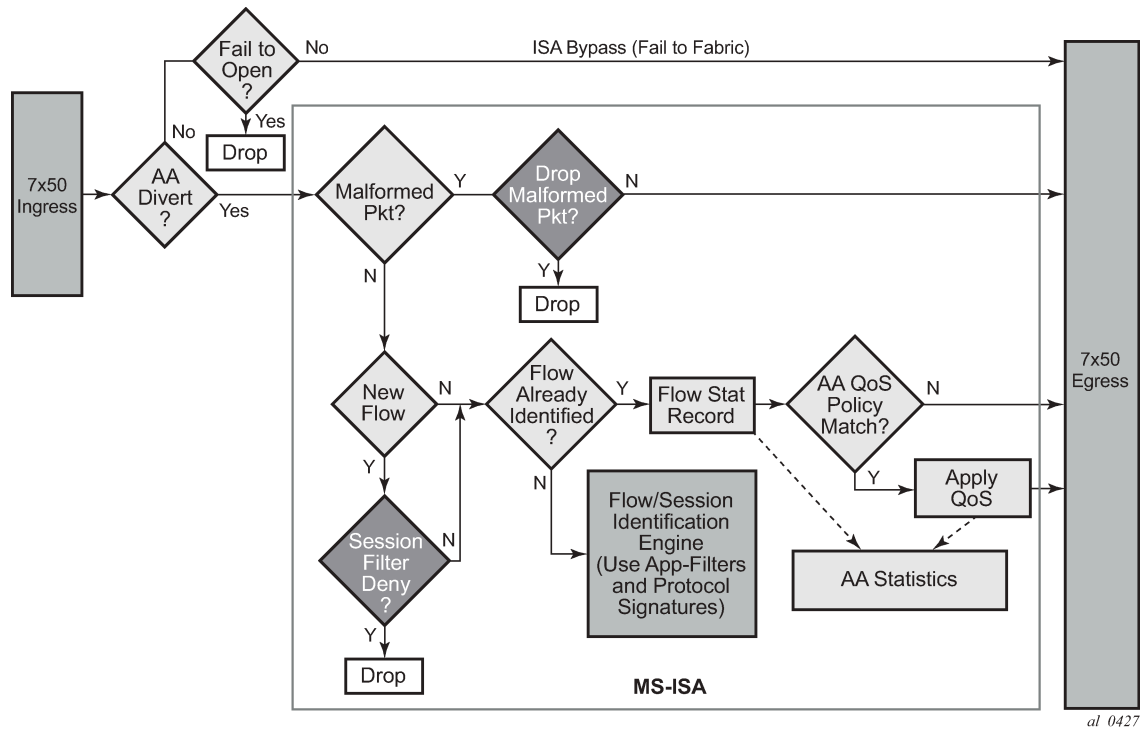 Fail to
Open
?
No
ISA Bypass (Fail to Fabric)
Yes
Drop
No
7x50
Ingress
AA
Divert
?
Yes
Malformed
Pkt?
Y
Drop
Malformed
Pkt?
N
N
Y
Drop
7x50
Egress
New
Flow
N
Flow
Already
Identified
?
Y
Flow Stat
Record
AA QoS
Policy
Match?
N
Y
N
Y
Apply
QoS
Session
Filter
Deny
?
N
Flow/Session
Identification
Engine
(Use App-Filters
and Protocol
Signatures)
AA Statistics
Y
Drop
MS-ISA
al_0427